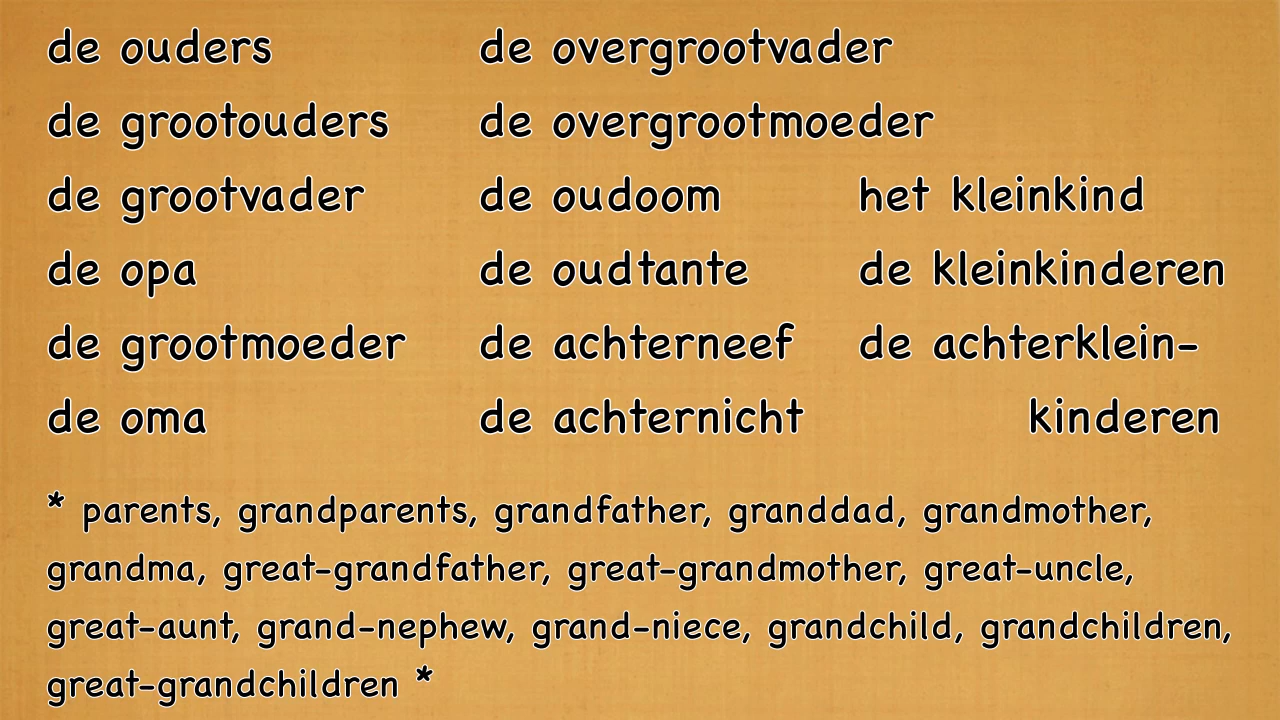 de ouders
de grootouders
de grootvader
de opa
de grootmoeder
de oma
de overgrootvader
de overgrootmoeder
de oudoom
de oudtante
de achterneef
de achternicht
het kleinkind
de kleinkinderen
de achterklein-
kinderen
* parents, grandparents, grandfather, granddad, grandmother,
grandma, great-grandfather, great-grandmother, great-uncle,
great-aunt, grand-nephew, grand-niece, grandchild, grandchildren,
great-grandchildren *